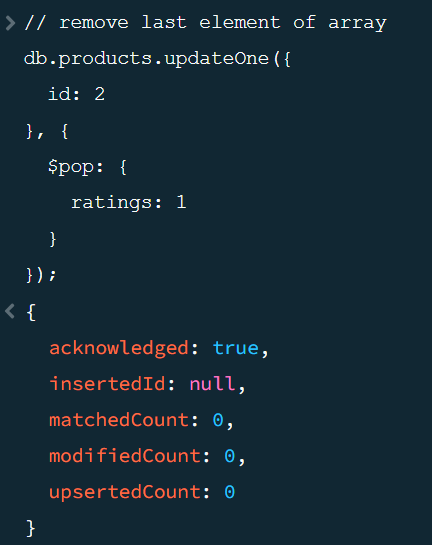 // remove last element of array
db.products.updateOne({
  id: 2
}, {
  $pop: {
    ratings: 1
  }
});
{
  acknowledged: true,
  insertedId: null,
  matchedCount: 0,
  modifiedCount: 0,
  upsertedCount: 0
}